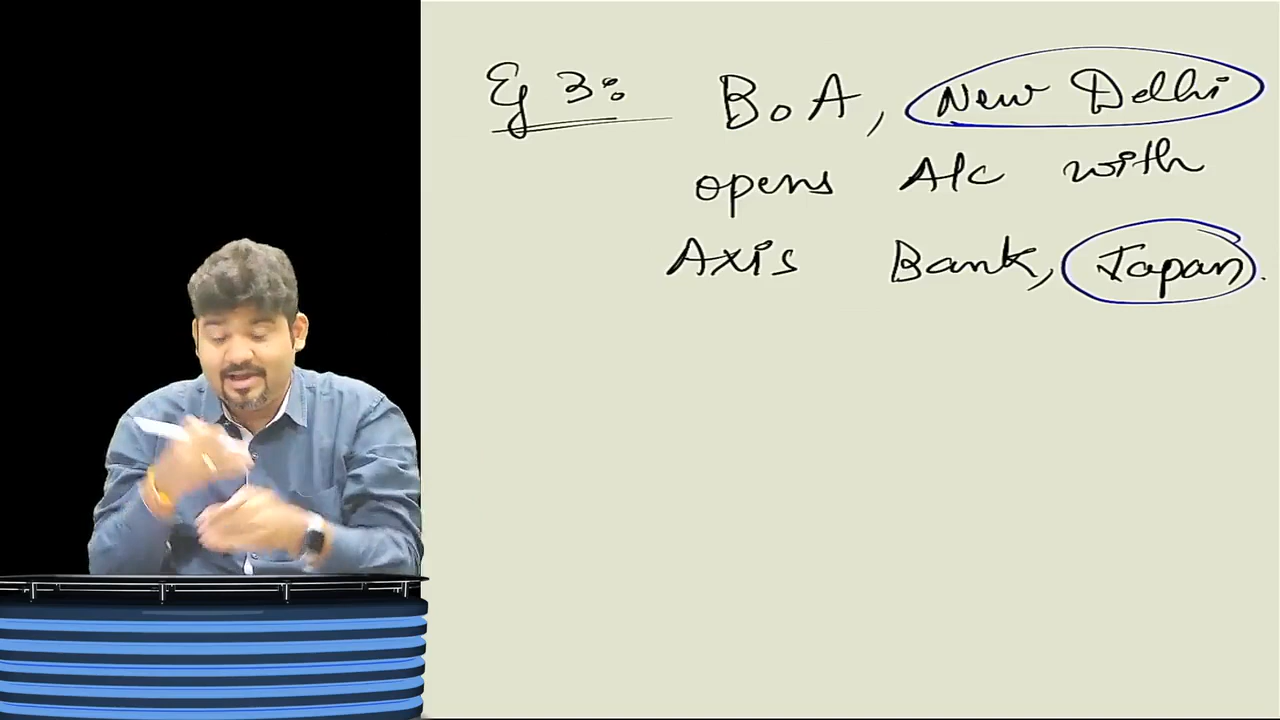 Eg 3:
BoA, New Delhi
opens A/c with
Axis Bank, Japan.